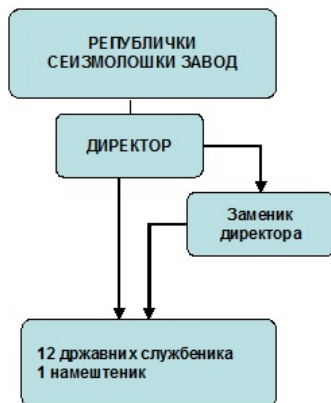 РЕПУБЛИЧКИ
СЕИЗМОЛОШКИ ЗАВОД
ДИРЕКТОР
Заменик
директора
12 државних службеника
1 намештеник